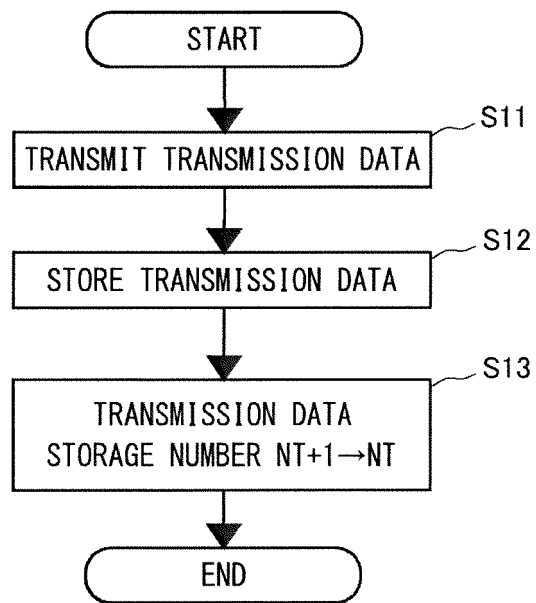 START
S11
TRANSMIT TRANSMISSION DATA
S12
STORE TRANSMISSION DATA
S13
TRANSMISSION DATA
STORAGE NUMBER NT+1→NT
END